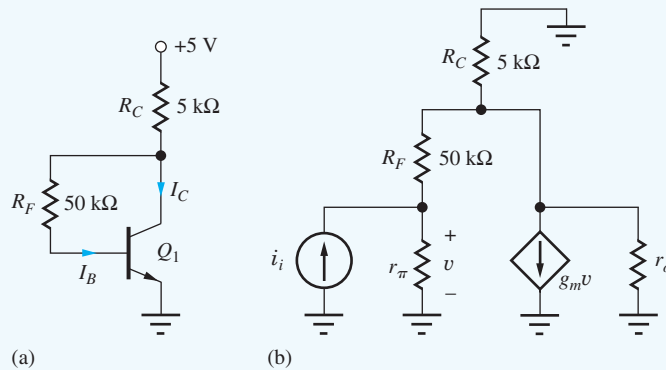 +5 V
R_C 5 kΩ
R_F 50 kΩ
I_C
I_B
Q_1
(a)
R_C 5 kΩ
R_F 50 kΩ
i_i
r_π
+
v
−
g_m v
(b)